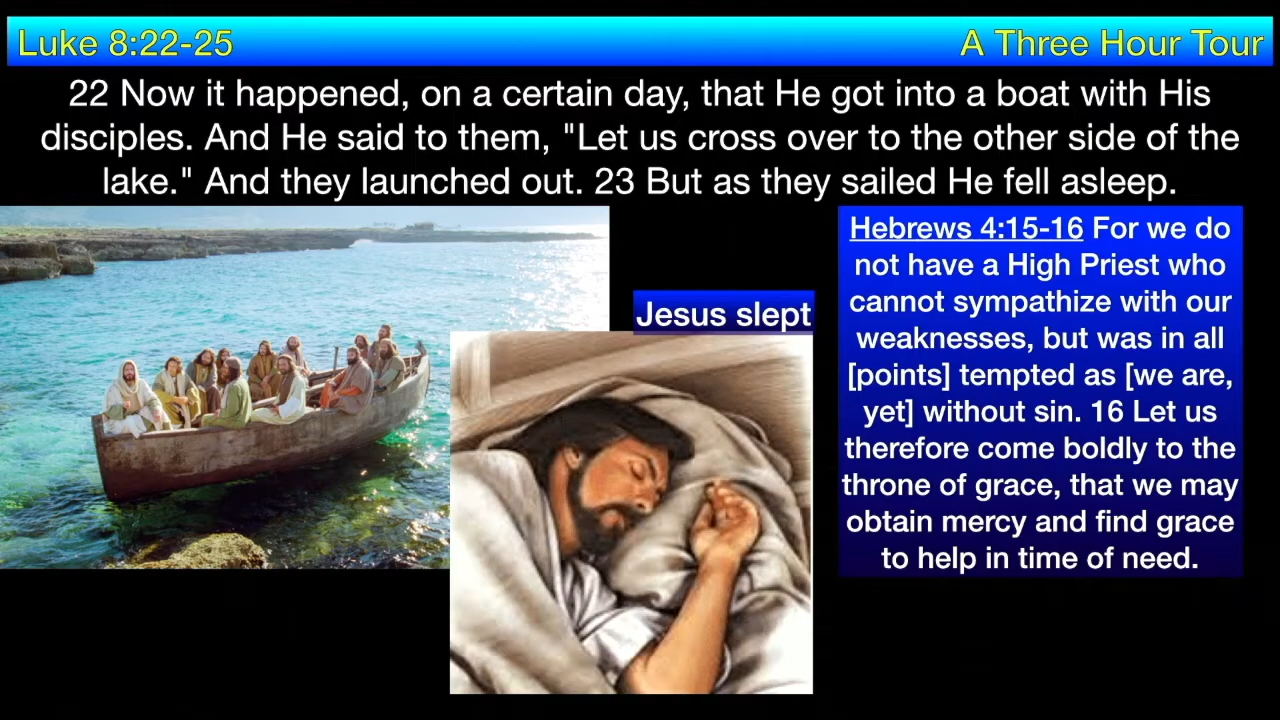 Luke 8:22-25
A Three Hour Tour
22 Now it happened, on a certain day, that He got into a boat with His
disciples. And He said to them, "Let us cross over to the other side of the
lake." And they launched out. 23 But as they sailed He fell asleep.
Jesus slept
Hebrews 4:15-16 For we do
not have a High Priest who
cannot sympathize with our
weaknesses, but was in all
[points] tempted as [we are,
yet] without sin. 16 Let us
therefore come boldly to the
throne of grace, that we may
obtain mercy and find grace
to help in time of need.